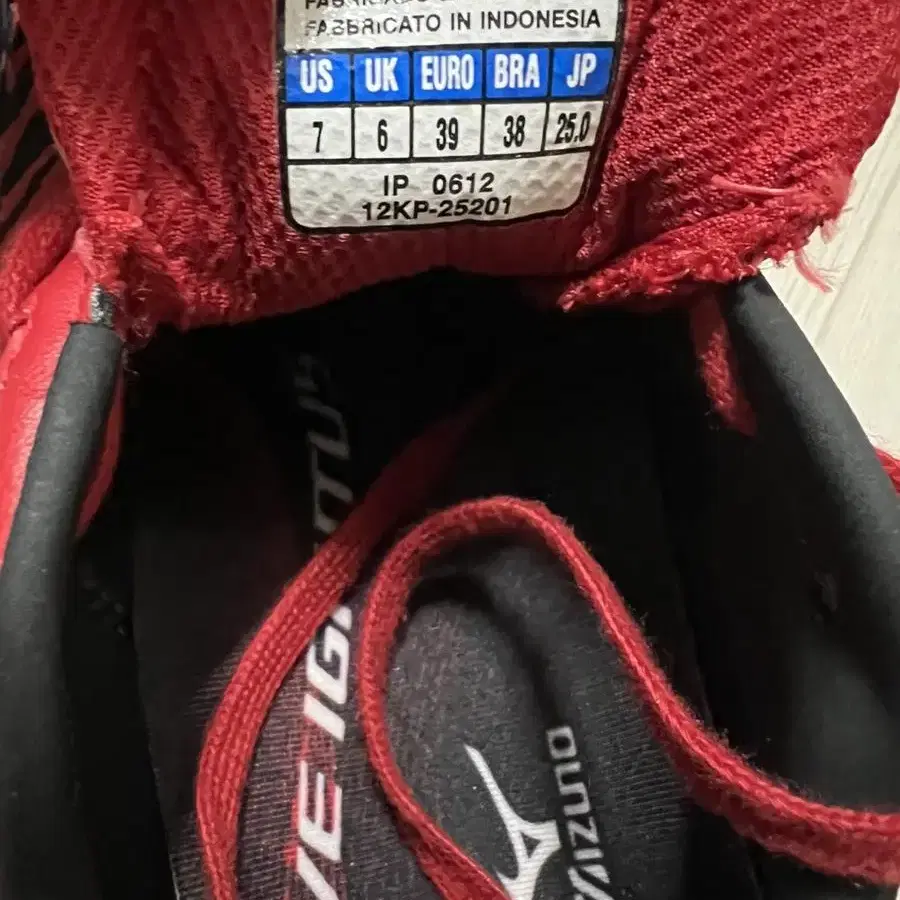 FABBRICATO IN INDONESIA
US UK EURO BRA JP
7 6 39 38 25.0
IP 0612
12KP-25201
MIZUNO